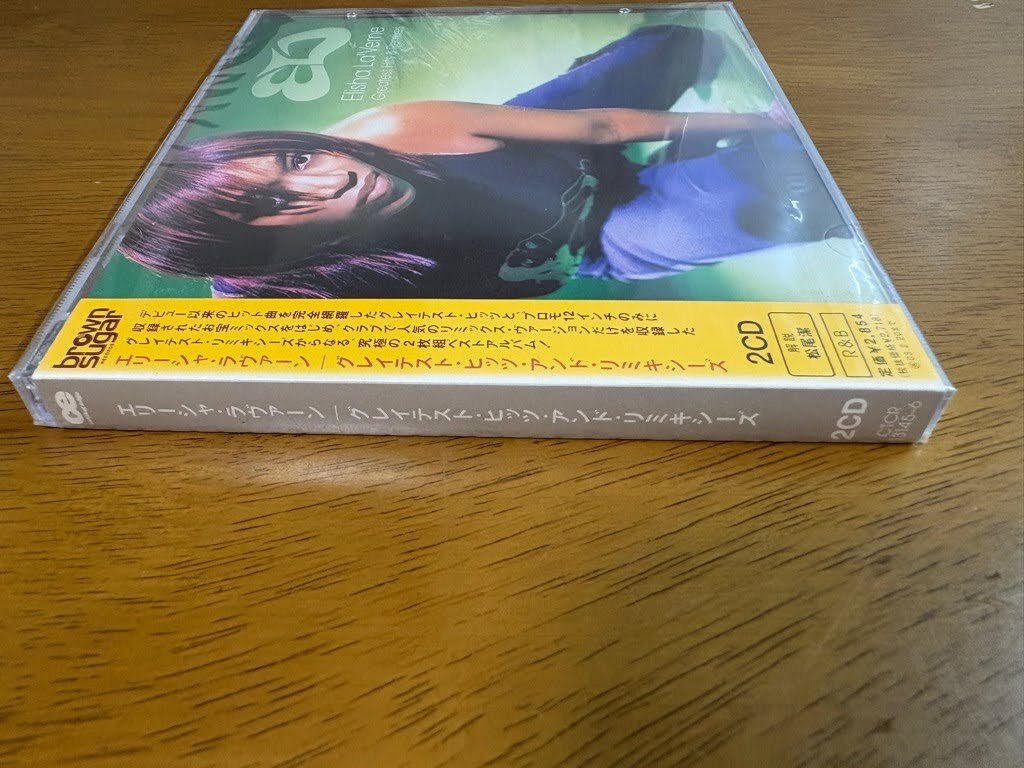 Elisha La'Verne
Greatest Hits & Remixes
brown
sugar
デビュー以来のヒット曲を完全網羅したグレイテスト・ヒッツと、プロモ12インチのみに
収録されたお宝ミックスをはじめ、クラブで人気のリミックス・ヴァージョンだけを収録した
グレイテスト・リミキシーズからなる、究極の2枚組ベストアルバム!
エリーシャ・ラヴァーン/グレイテスト・ヒッツ・アンド・リミキシーズ
2CD
解説
松尾潔
R&B
定価¥2,854
エリーシャ・ラヴァーン/グレイテスト・ヒッツ・アンド・リミキシーズ
2CD
CTCR